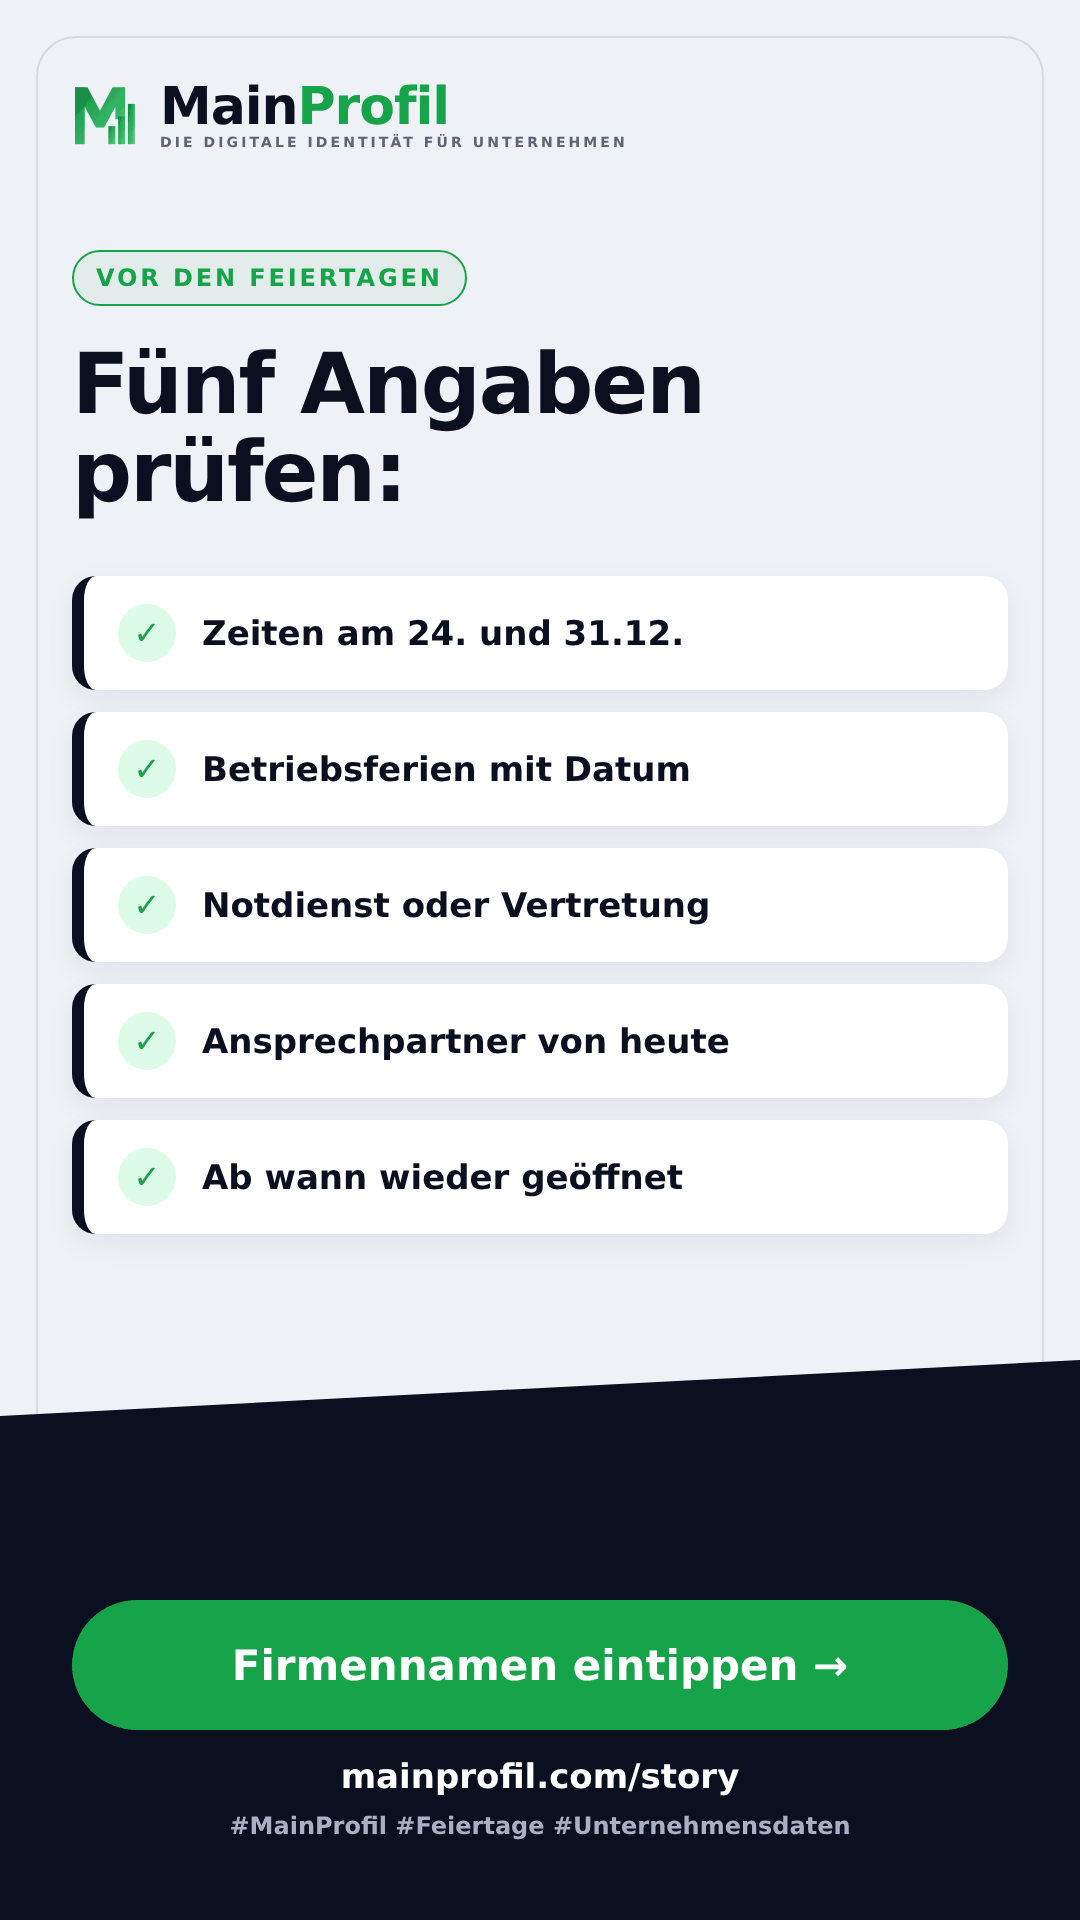 MainProfil
DIE DIGITALE IDENTITÄT FÜR UNTERNEHMEN
VOR DEN FEIERTAGEN
Fünf Angaben
prüfen:
✓ Zeiten am 24. und 31.12.
✓ Betriebsferien mit Datum
✓ Notdienst oder Vertretung
✓ Ansprechpartner von heute
✓ Ab wann wieder geöffnet
Firmennamen eintippen →
mainprofil.com/story
#MainProfil #Feiertage #Unternehmensdaten